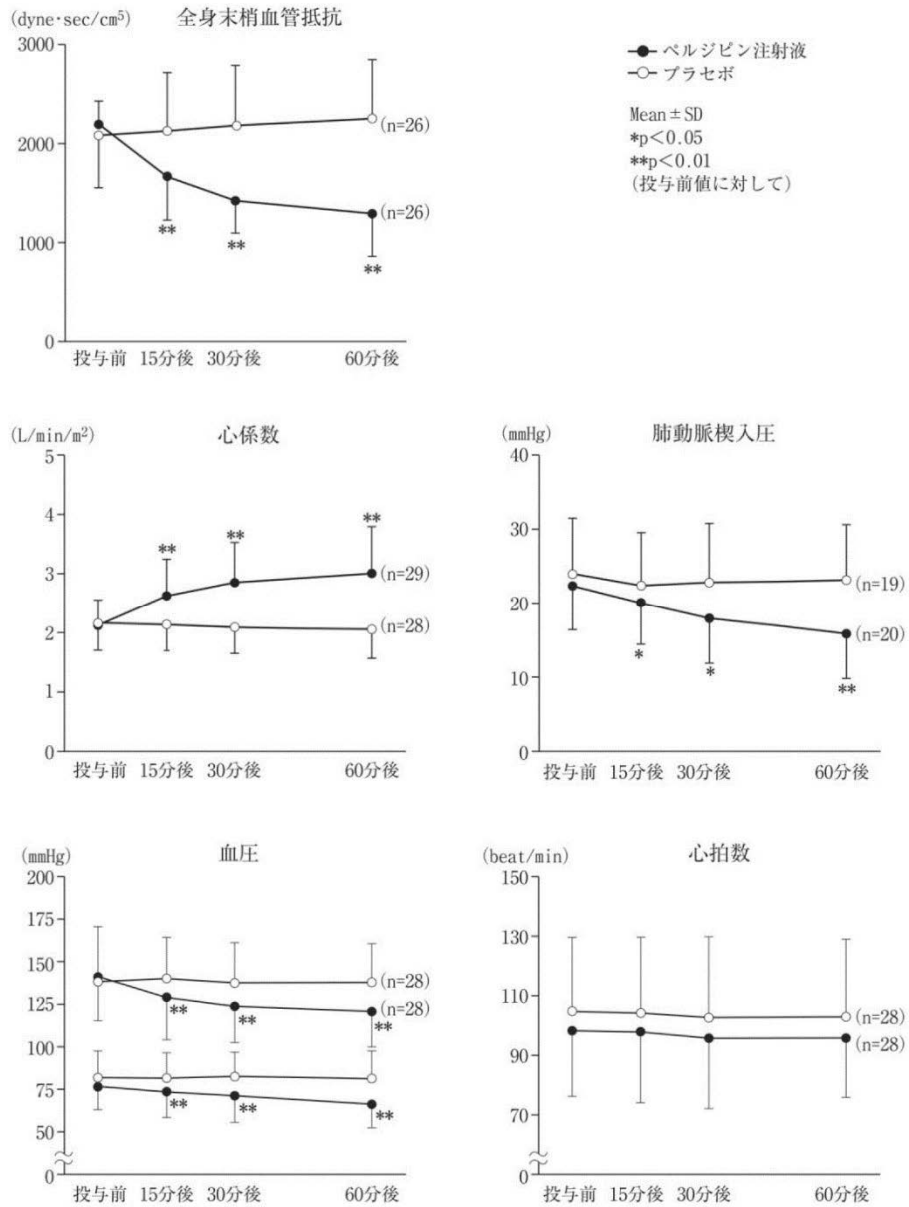 (dyne·sec/cm⁵)
全身末梢血管抵抗
3000
2000
1000
0
(n=26)
(n=26)
**
**
**
投与前 15分後 30分後 60分後
ペルジピン注射液
プラセボ
Mean±SD
*p<0.05
**p<0.01
(投与前値に対して)
(L/min/m²)
心係数
5
4
3
2
1
0
**
**
**
(n=29)
(n=28)
投与前 15分後 30分後 60分後
(mmHg)
肺動脈楔入圧
40
30
20
10
0
(n=19)
(n=20)
*
*
**
投与前 15分後 30分後 60分後
(mmHg)
血圧
200
175
150
125
100
75
50
0
(n=28)
(n=28)
**
**
**
**
**
**
投与前 15分後 30分後 60分後
(beat/min)
心拍数
150
130
110
90
70
0
(n=28)
(n=28)
投与前 15分後 30分後 60分後